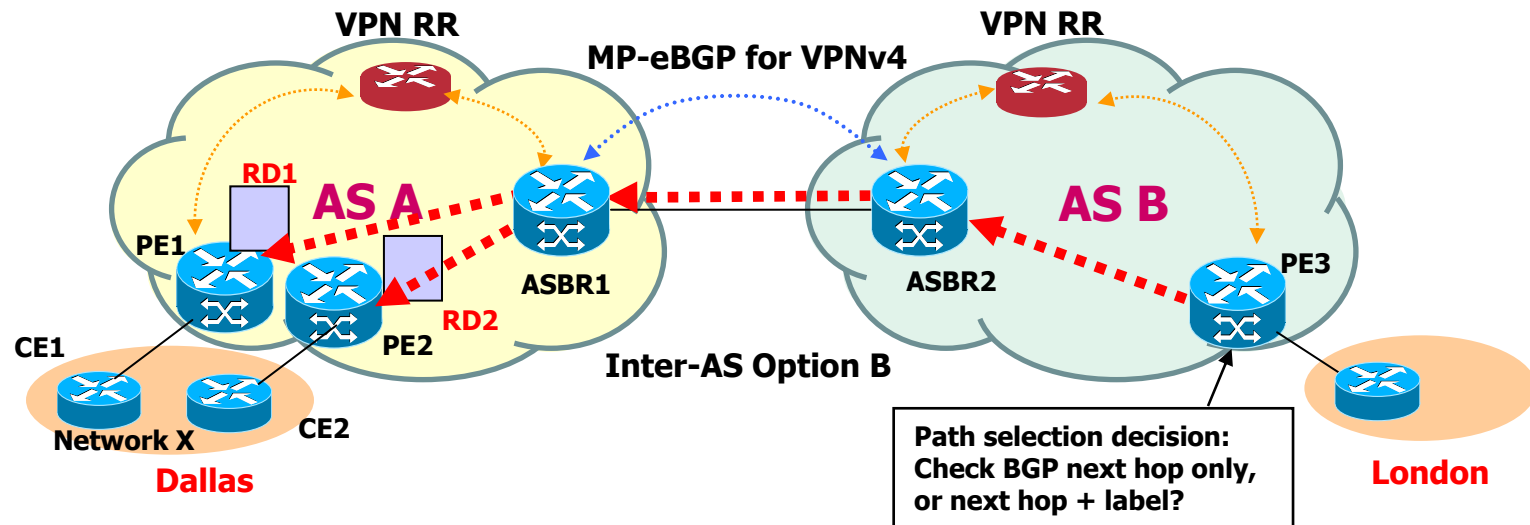 VPN RR
VPN RR
MP-eBGP for VPNv4
RD1
AS A
AS B
PE1
ASBR1
ASBR2
PE3
RD2
PE2
CE1
Inter-AS Option B
Network X
CE2
Dallas
Path selection decision:
Check BGP next hop only,
or next hop + label?
London